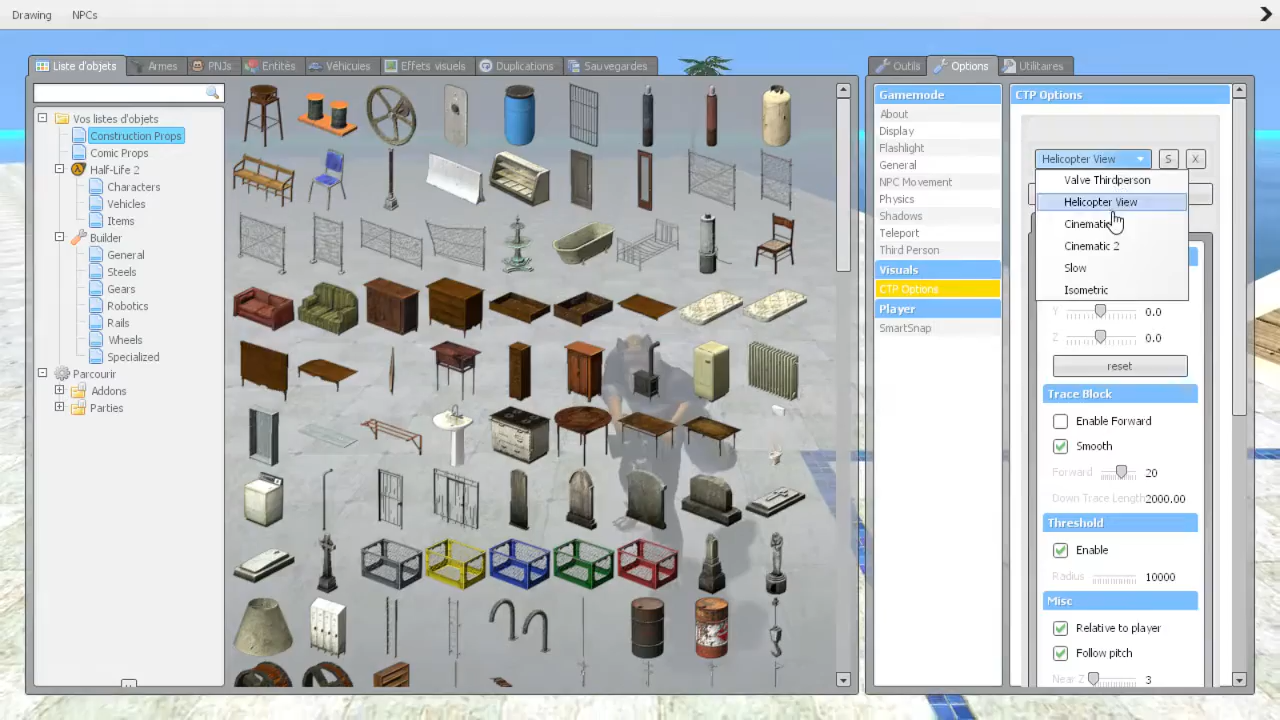 Drawing NPCs
Liste d'objets Armes PNJs Entités Véhicules Effets visuels Duplications Sauvegardes
Vos listes d'objets
Construction Props
Comic Props
Half-Life 2
Characters
Vehicles
Items
Builder
General
Steels
Gears
Robotics
Rails
Wheels
Specialized
Parcourir
Addons
Parties
Outils Options Utilitaires
Gamemode
About
Display
Flashlight
General
NPC Movement
Physics
Shadows
Teleport
Third Person
Visuals
CTP Options
Player
SmartSnap
CTP Options
Helicopter View S X
Valve Thirdperson
Helicopter View
Cinematic
Cinematic 2
Slow
Isometric
Y 0.0
Z 0.0
reset
Trace Block
Enable Forward
Smooth
Forward 20
Down Trace Length 2000.00
Threshold
Enable
Radius 10000
Misc
Relative to player
Follow pitch
Near Z 3